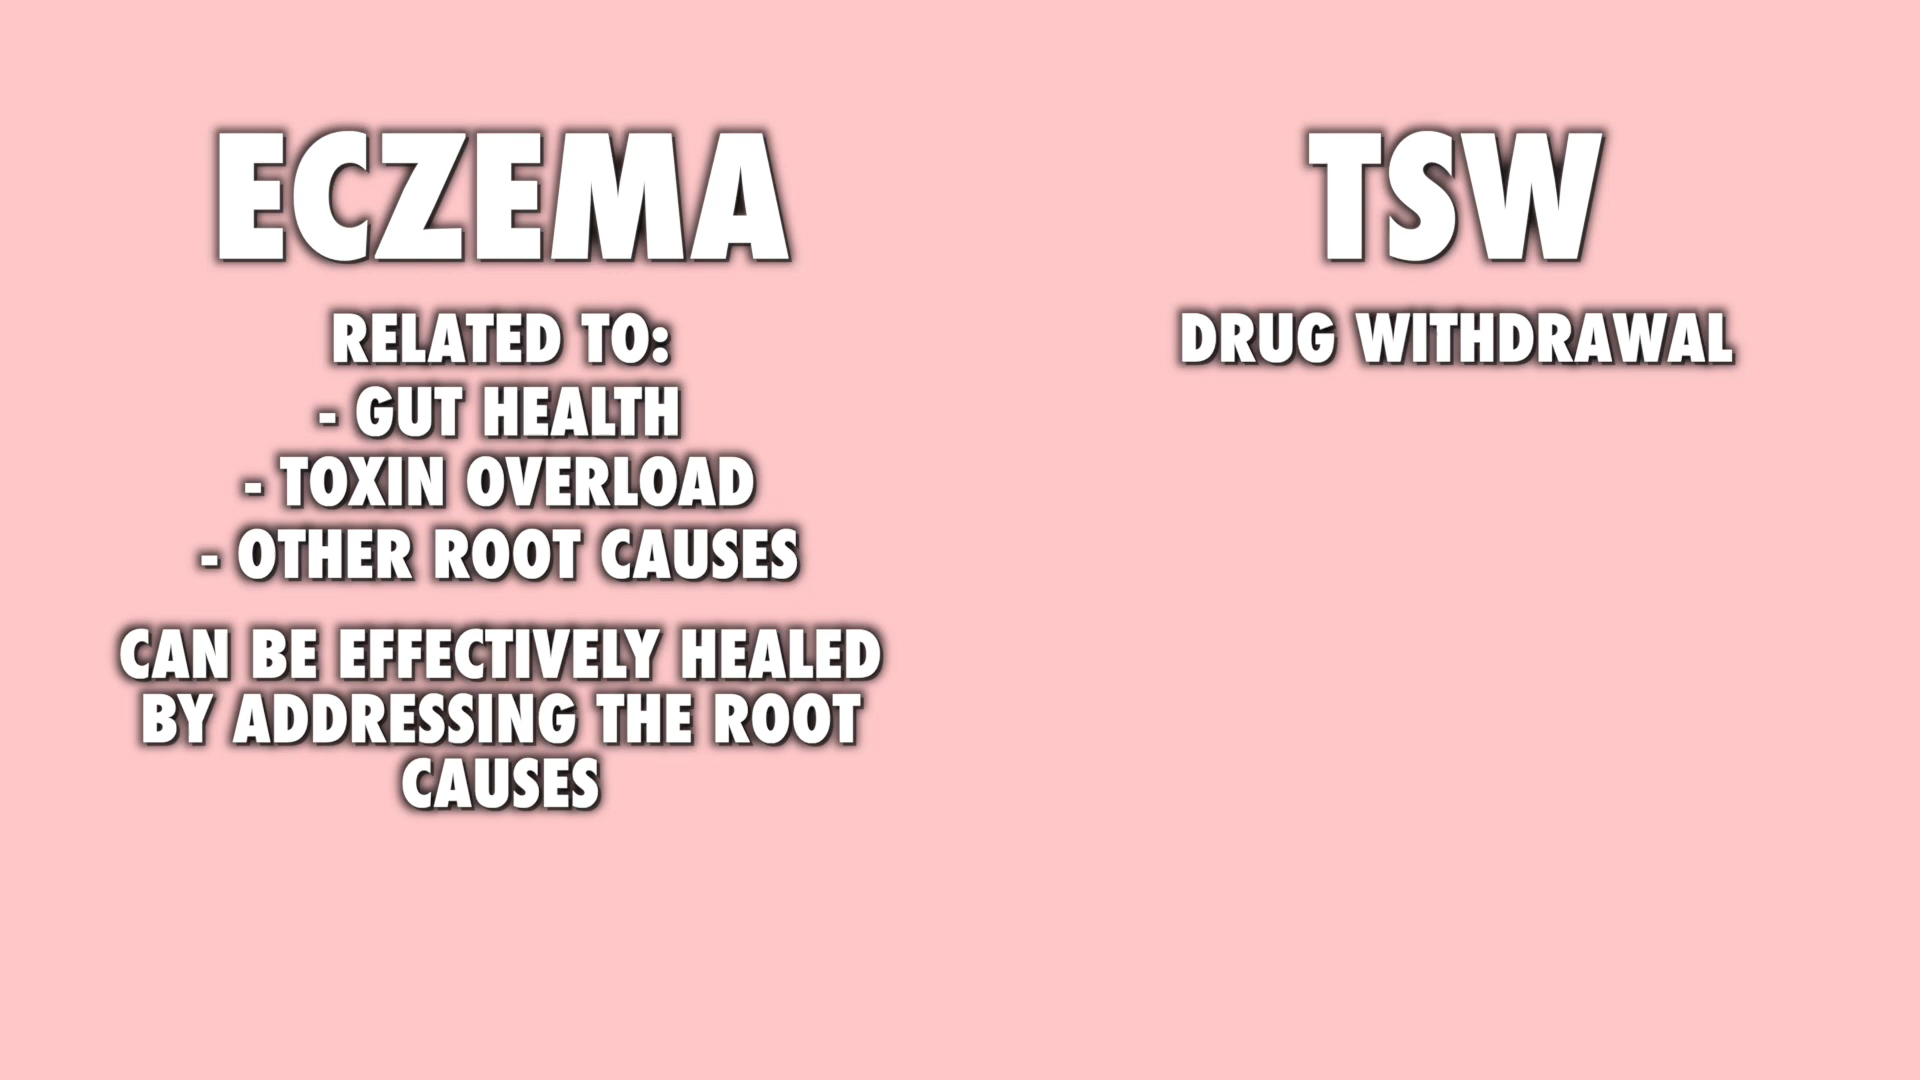 ECZEMA
RELATED TO:
- GUT HEALTH
- TOXIN OVERLOAD
- OTHER ROOT CAUSES
CAN BE EFFECTIVELY HEALED
BY ADDRESSING THE ROOT
CAUSES
TSW
DRUG WITHDRAWAL